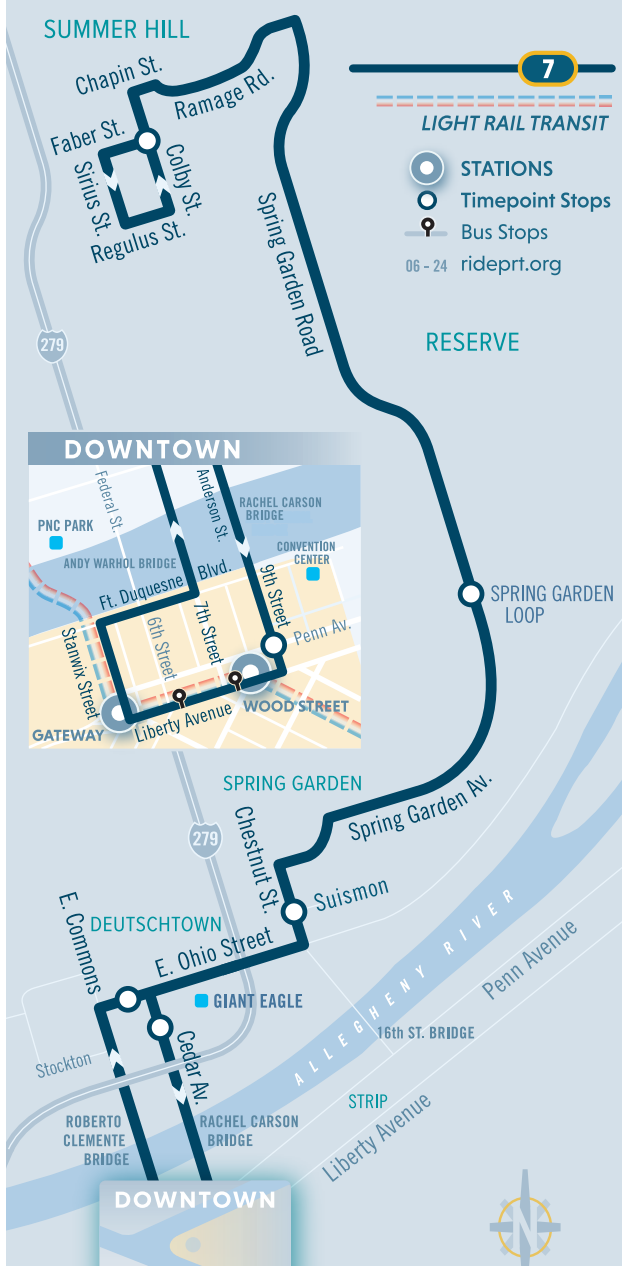 SUMMER HILL
Chapin St.
Ramage Rd.
Faber St.
Sirius St.
Colby St.
Regulus St.
7
LIGHT RAIL TRANSIT
STATIONS
Timepoint Stops
Bus Stops
06 - 24 rideprt.org
Spring Garden Road
279
RESERVE
DOWNTOWN
Federal St.
Anderson St.
RACHEL CARSON
BRIDGE
PNC PARK
CONVENTION
CENTER
ANDY WARHOL BRIDGE
Ft. Duquesne Blvd.
9th Street
7th Street
6th Street
Penn Av.
Stanwix Street
GATEWAY
Liberty Avenue
WOOD STREET
SPRING GARDEN
LOOP
SPRING GARDEN
Spring Garden Av.
279
Chestnut St.
Suismon
E. Commons
DEUTSCHTOWN
E. Ohio Street
GIANT EAGLE
ALLEGHENY RIVER
Penn Avenue
16th ST. BRIDGE
Cedar Av.
Stockton
STRIP
Liberty Avenue
ROBERTO
CLEMENTE
BRIDGE
RACHEL CARSON
BRIDGE
DOWNTOWN
N